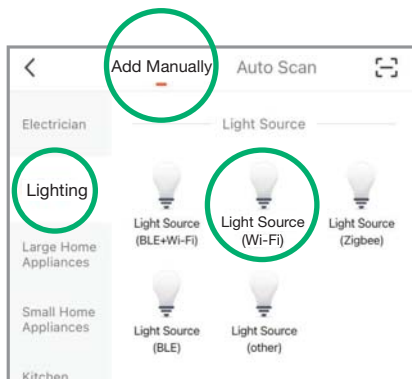 Add Manually Auto Scan
Electrician
Light Source
Lighting
Light Source
(BLE+Wi-Fi)
Light Source
(Wi-Fi)
Light Source
(Zigbee)
Large Home
Appliances
Small Home
Appliances
Light Source
(BLE)
Light Source
(other)
Kitchen